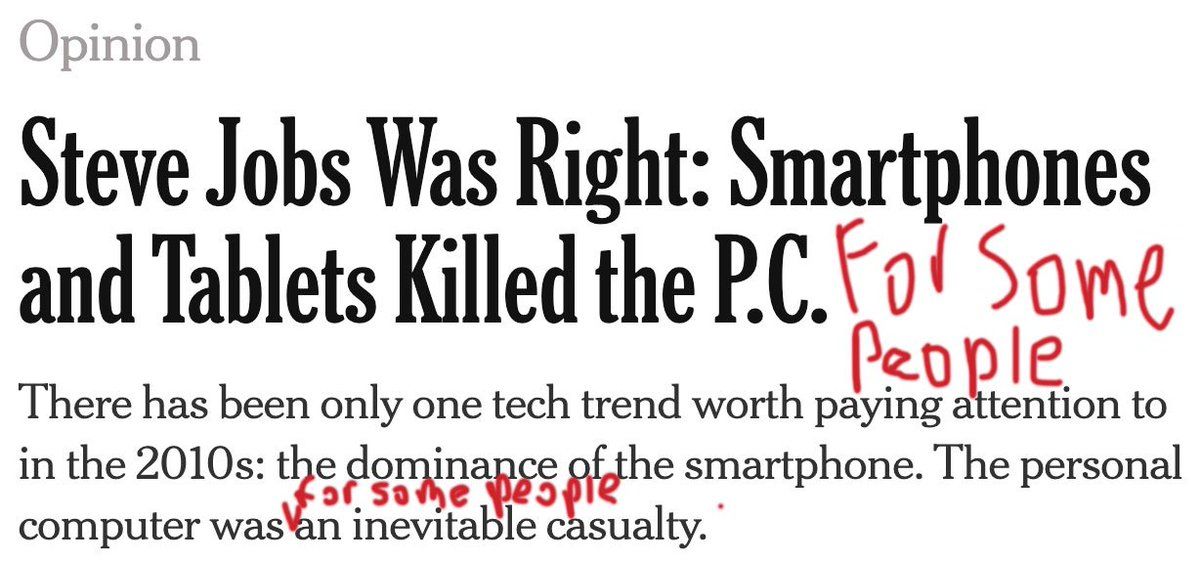 Opinion
Steve Jobs Was Right: Smartphones
and Tablets Killed the P.C. For Some
People
There has been only one tech trend worth paying attention to
in the 2010s: the dominance of the smartphone. The personal
for some people
computer was an inevitable casualty.